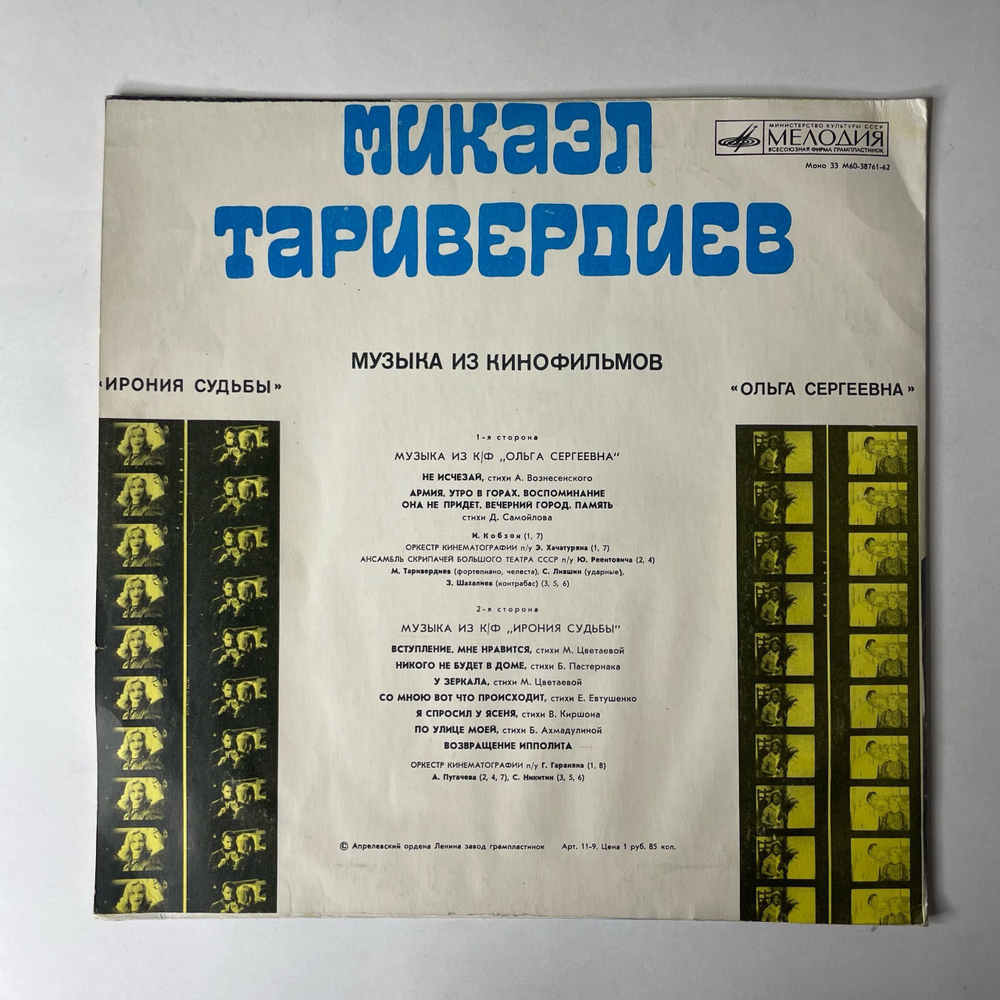 МИКАЭЛ
ТАРИВЕРДИЕВ
МИНИСТЕРСТВО КУЛЬТУРЫ СССР
МЕЛОДИЯ
ВСЕСОЮЗНАЯ ФИРМА ГРАМПЛАСТИНОК
Моно 33 М60-38761-62
МУЗЫКА ИЗ КИНОФИЛЬМОВ
«ИРОНИЯ СУДЬБЫ»
«ОЛЬГА СЕРГЕЕВНА»
1-я сторона
МУЗЫКА ИЗ К/Ф „ОЛЬГА СЕРГЕЕВНА"
НЕ ИСЧЕЗАЙ, стихи А. Вознесенского
АРМИЯ. УТРО В ГОРАХ. ВОСПОМИНАНИЕ
ОНА НЕ ПРИДЕТ. ВЕЧЕРНИЙ ГОРОД. ПАМЯТЬ
стихи Д. Самойлова
И. Кобзон (1, 7)
ОРКЕСТР КИНЕМАТОГРАФИИ п/у Э. Хачатуряна (1, 7)
АНСАМБЛЬ СКРИПАЧЕЙ БОЛЬШОГО ТЕАТРА СССР п/у Ю. Реентовича (2, 4)
М. Таривердиев (фортепиано, челеста), С. Лившин (ударные),
З. Шахалиев (контрабас) (3, 5, 6)
2-я сторона
МУЗЫКА ИЗ К/Ф „ИРОНИЯ СУДЬБЫ"
ВСТУПЛЕНИЕ. МНЕ НРАВИТСЯ, стихи М. Цветаевой
НИКОГО НЕ БУДЕТ В ДОМЕ, стихи Б. Пастернака
У ЗЕРКАЛА, стихи М. Цветаевой
СО МНОЮ ВОТ ЧТО ПРОИСХОДИТ, стихи Е. Евтушенко
Я СПРОСИЛ У ЯСЕНЯ, стихи В. Киршона
ПО УЛИЦЕ МОЕЙ, стихи Б. Ахмадулиной
ВОЗВРАЩЕНИЕ ИППОЛИТА
ОРКЕСТР КИНЕМАТОГРАФИИ п/у Г. Гараняна (1, 8)
А. Пугачева (2, 4, 7), С. Никитин (3, 5, 6)
© Апрелевский ордена Ленина завод грампластинок Арт. 11-9. Цена 1 руб. 85 коп.